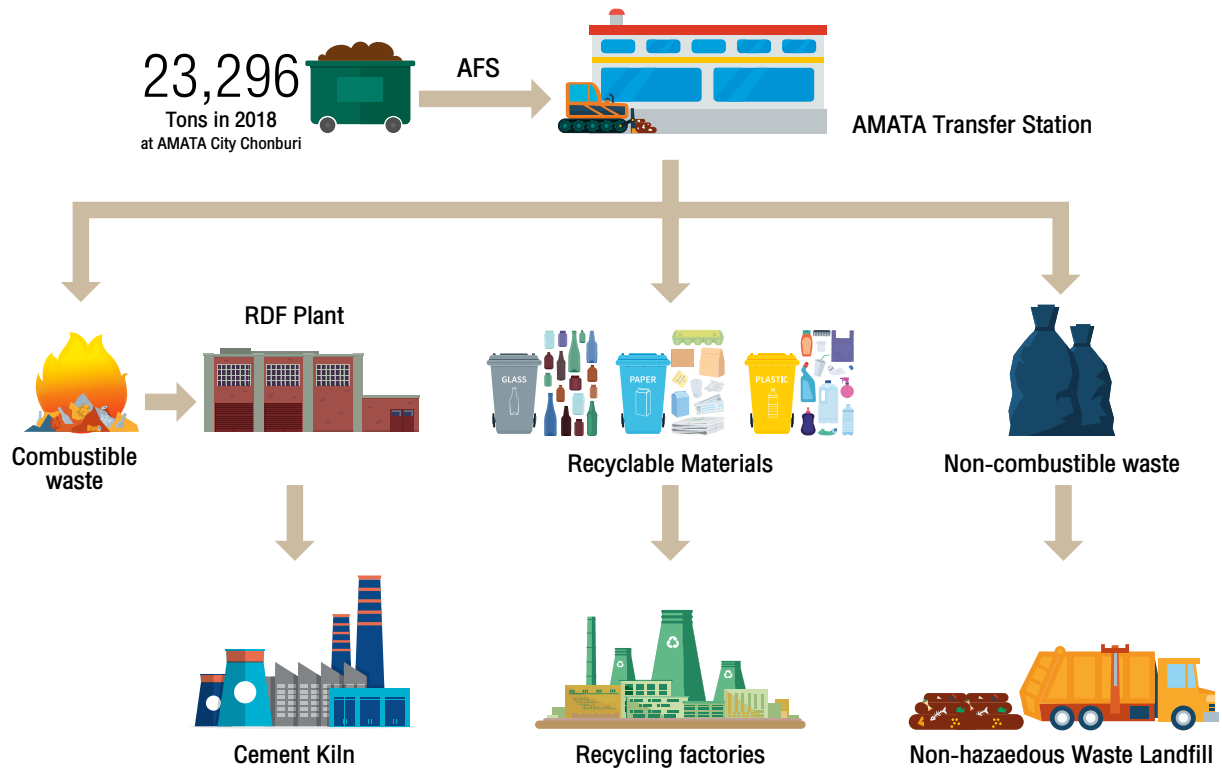 23,296
Tons in 2018
at AMATA City Chonburi
AFS
AMATA Transfer Station
RDF Plant
GLASS
PAPER
PLASTIC
Combustible
waste
Recyclable Materials
Non-combustible waste
Cement Kiln
Recycling factories
Non-hazaedous Waste Landfill